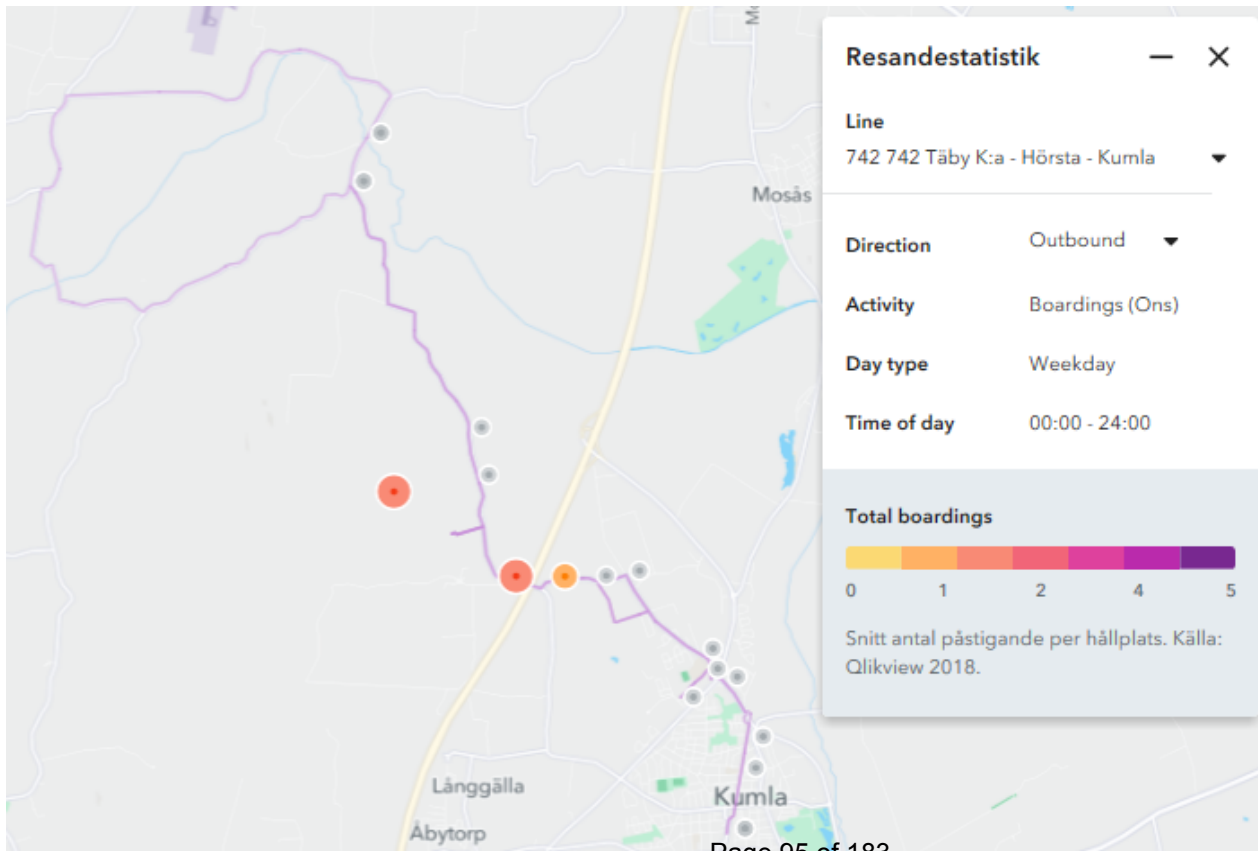 Resandestatistik
Line
742 742 Täby K:a - Hörsta - Kumla
Direction Outbound
Activity Boardings (Ons)
Day type Weekday
Time of day 00:00 - 24:00
Total boardings
0 1 2 4 5
Snitt antal påstigande per hållplats. Källa:
Qlikview 2018.
Mosås
Långgälla
Kumla
Åbytorp